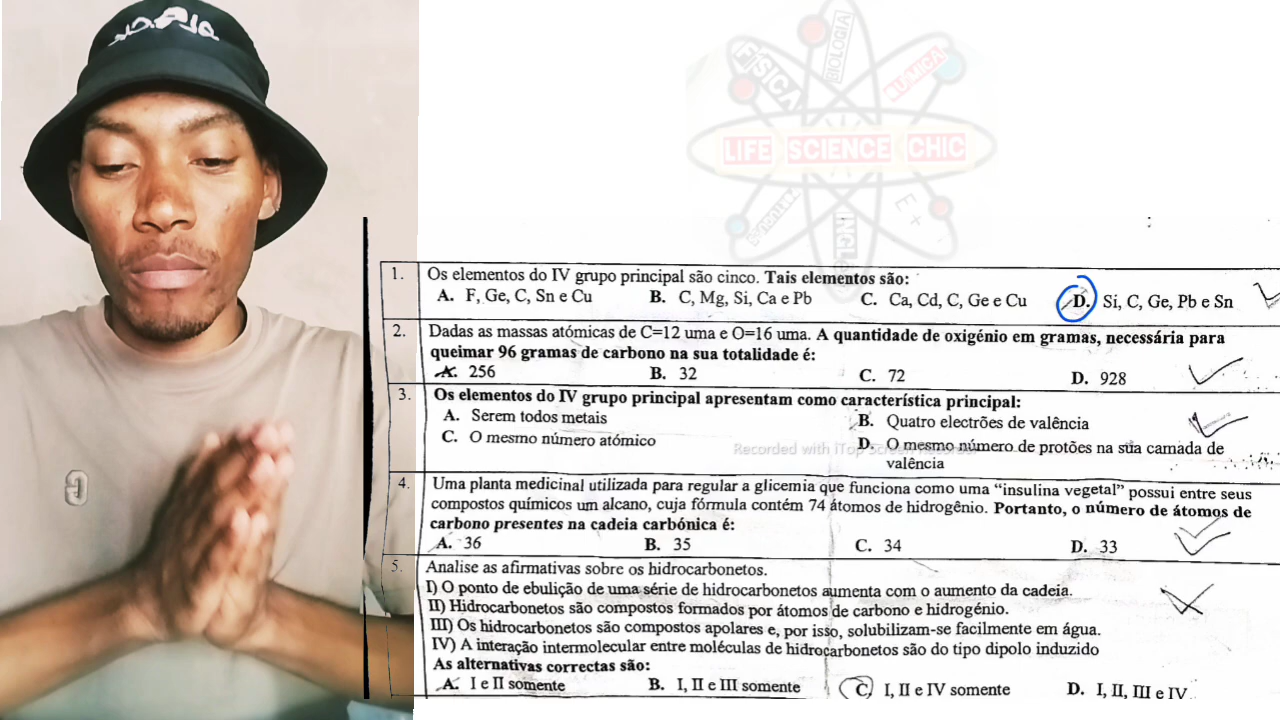 FÍSICA
BIOLOGIA
QUÍMICA
LIFE SCIENCE CHIC
E+
1. Os elementos do IV grupo principal são cinco. Tais elementos são:
A. F, Ge, C, Sn e Cu B. C, Mg, Si, Ca e Pb C. Ca, Cd, C, Ge e Cu D. Si, C, Ge, Pb e Sn
2. Dadas as massas atómicas de C=12 uma e O=16 uma. A quantidade de oxigénio em gramas, necessária para
queimar 96 gramas de carbono na sua totalidade é:
A. 256 B. 32 C. 72 D. 928
3. Os elementos do IV grupo principal apresentam como característica principal:
A. Serem todos metais B. Quatro electrões de valência
C. O mesmo número atómico D. O mesmo número de protões na sua camada de
valência
Recorded with iTop Screen Recorder
4. Uma planta medicinal utilizada para regular a glicemia que funciona como uma “insulina vegetal” possui entre seus
compostos químicos um alcano, cuja fórmula contém 74 átomos de hidrogênio. Portanto, o número de átomos de
carbono presentes na cadeia carbónica é:
A. 36 B. 35 C. 34 D. 33
5. Analise as afirmativas sobre os hidrocarbonetos.
I) O ponto de ebulição de uma série de hidrocarbonetos aumenta com o aumento da cadeia.
II) Hidrocarbonetos são compostos formados por átomos de carbono e hidrogénio.
III) Os hidrocarbonetos são compostos apolares e, por isso, solubilizam-se facilmente em água.
IV) A interação intermolecular entre moléculas de hidrocarbonetos são do tipo dipolo induzido
As alternativas correctas são:
A. I e II somente B. I, II e III somente C. I, II e IV somente D. I, II, III e IV